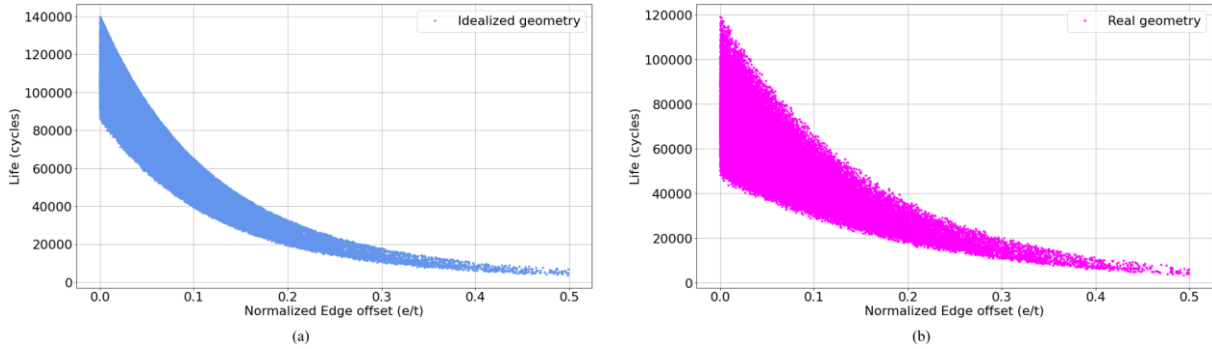 140000
120000
100000
80000
60000
40000
20000
0
Life (cycles)
Idealized geometry
0.0 0.1 0.2 0.3 0.4 0.5
Normalized Edge offset (e/t)
(a)
120000
100000
80000
60000
40000
20000
0
Life (cycles)
Real geometry
0.0 0.1 0.2 0.3 0.4 0.5
Normalized Edge offset (e/t)
(b)